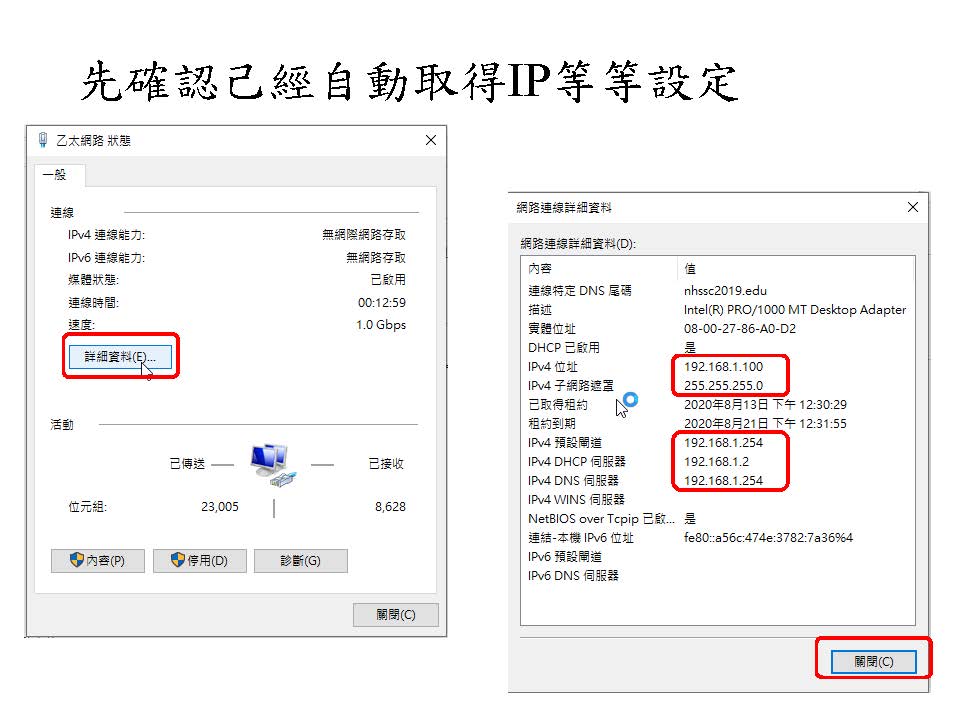 先確認己經自動取得IP等等設定
乙太網路 狀態
一般
連線
IPv4 連線能力: 無網際網路存取
IPv6 連線能力: 無網路存取
媒體狀態: 已啟用
連線時間: 00:12:59
速度: 1.0 Gbps
詳細資料(E)...
活動
已傳送 已接收
位元組: 23,005 8,628
內容(P) 停用(D) 診斷(G)
關閉(C)
網路連線詳細資料
網路連線詳細資料(D):
內容 值
連線特定 DNS 尾碼 nhssc2019.edu
描述 Intel(R) PRO/1000 MT Desktop Adapter
實體位址 08-00-27-86-A0-D2
DHCP 已啟用 是
IPv4 位址 192.168.1.100
IPv4 子網路遮罩 255.255.255.0
已取得租約 2020年8月13日 下午 12:30:29
租約到期 2020年8月21日 下午 12:31:55
IPv4 預設閘道 192.168.1.254
IPv4 DHCP 伺服器 192.168.1.2
IPv4 DNS 伺服器 192.168.1.254
IPv4 WINS 伺服器
NetBIOS over Tcpip 已啟... 是
連結-本機 IPv6 位址 fe80::a56c:474e:3782:7a36%4
IPv6 預設閘道
IPv6 DNS 伺服器
關閉(C)